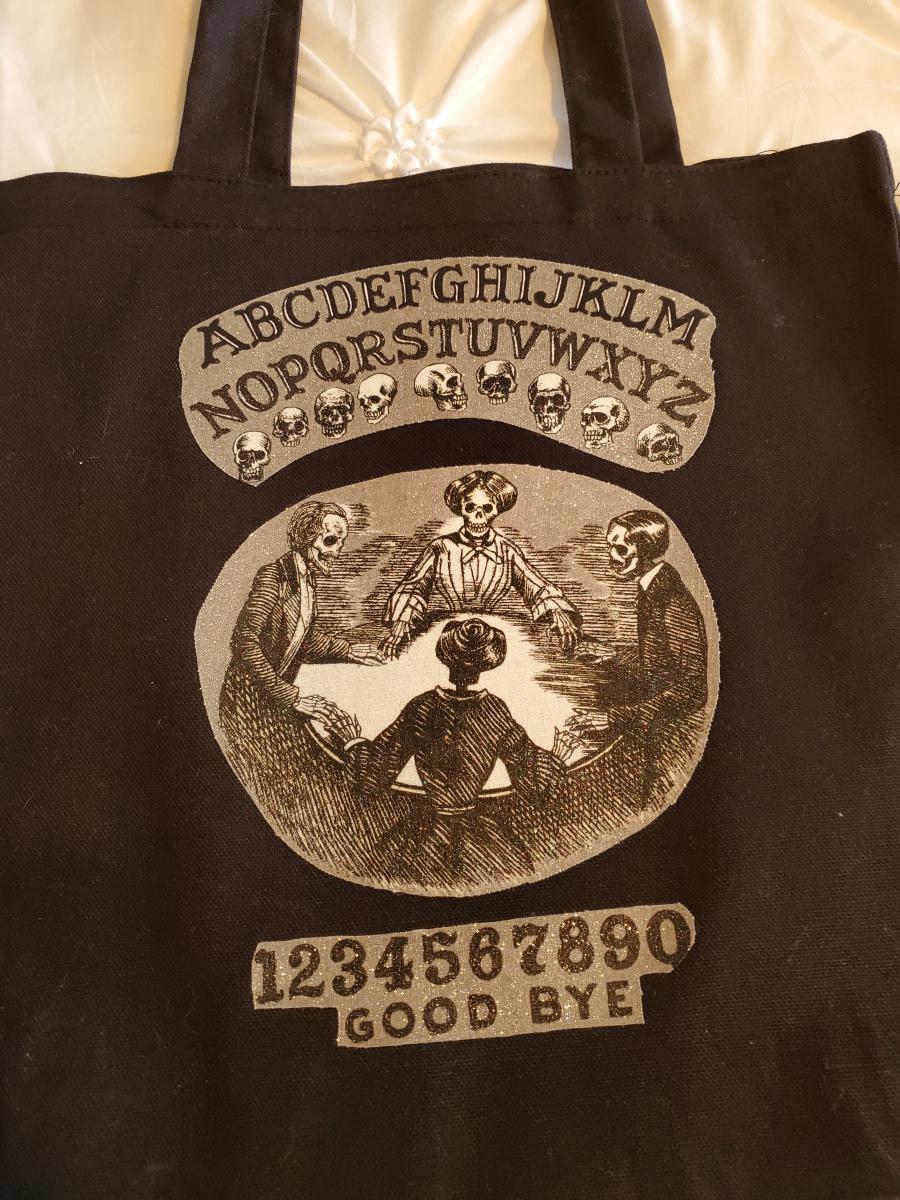 ABCDEFGHIJKLM
NOPQRSTUVWXYZ
1234567890
GOOD BYE